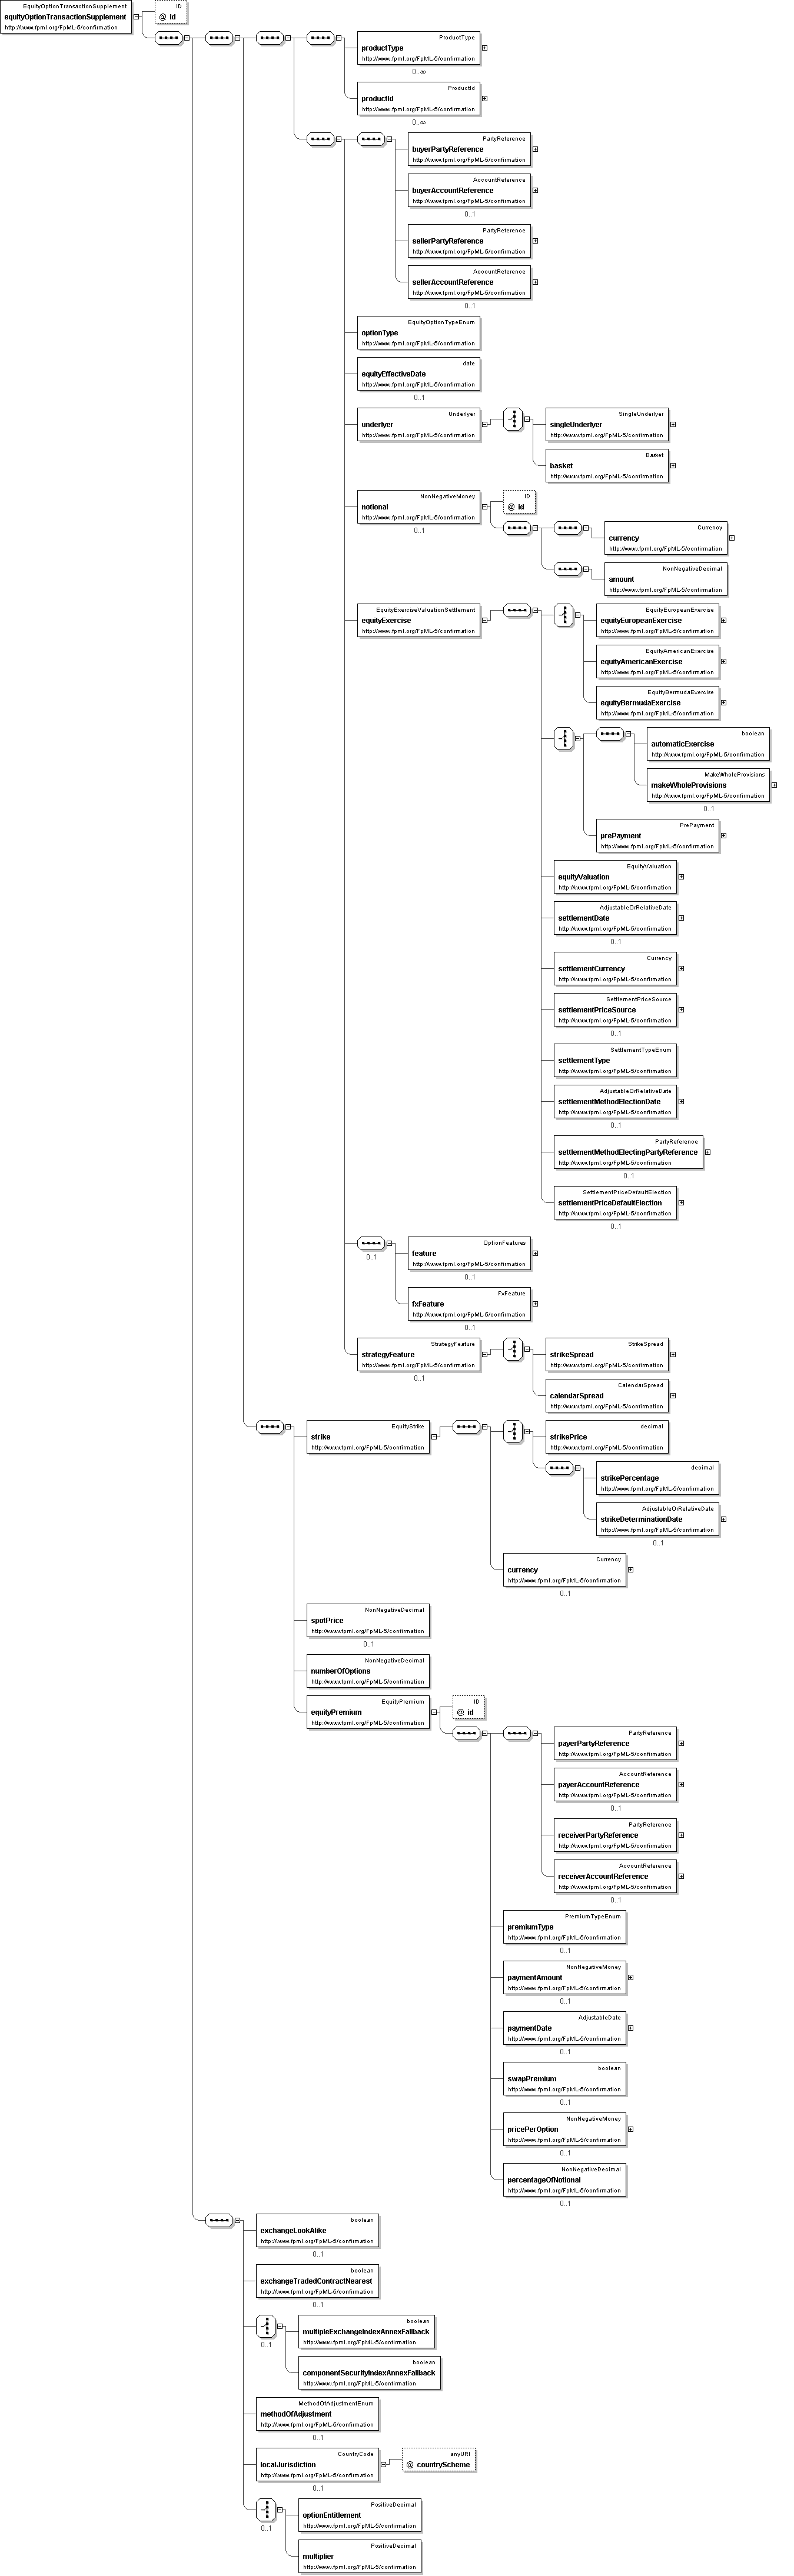 EquityOptionTransactionSupplement
equityOptionTransactionSupplement
http://www.fpml.org/FpML-5/confirmation
ID
@ id
ProductType
productType
http://www.fpml.org/FpML-5/confirmation
0..∞
ProductId
productId
http://www.fpml.org/FpML-5/confirmation
0..∞
PartyReference
buyerPartyReference
http://www.fpml.org/FpML-5/confirmation
AccountReference
buyerAccountReference
http://www.fpml.org/FpML-5/confirmation
0..1
PartyReference
sellerPartyReference
http://www.fpml.org/FpML-5/confirmation
AccountReference
sellerAccountReference
http://www.fpml.org/FpML-5/confirmation
0..1
EquityOptionTypeEnum
optionType
http://www.fpml.org/FpML-5/confirmation
date
equityEffectiveDate
http://www.fpml.org/FpML-5/confirmation
0..1
Underlyer
underlyer
http://www.fpml.org/FpML-5/confirmation
SingleUnderlyer
singleUnderlyer
http://www.fpml.org/FpML-5/confirmation
Basket
basket
http://www.fpml.org/FpML-5/confirmation
NonNegativeMoney
notional
http://www.fpml.org/FpML-5/confirmation
0..1
ID
@ id
Currency
currency
http://www.fpml.org/FpML-5/confirmation
NonNegativeDecimal
amount
http://www.fpml.org/FpML-5/confirmation
EquityExerciseValuationSettlement
equityExercise
http://www.fpml.org/FpML-5/confirmation
EquityEuropeanExercise
equityEuropeanExercise
http://www.fpml.org/FpML-5/confirmation
EquityAmericanExercise
equityAmericanExercise
http://www.fpml.org/FpML-5/confirmation
EquityBermudaExercise
equityBermudaExercise
http://www.fpml.org/FpML-5/confirmation
boolean
automaticExercise
http://www.fpml.org/FpML-5/confirmation
MakeWholeProvisions
makeWholeProvisions
http://www.fpml.org/FpML-5/confirmation
0..1
PrePayment
prePayment
http://www.fpml.org/FpML-5/confirmation
EquityValuation
equityValuation
http://www.fpml.org/FpML-5/confirmation
AdjustableOrRelativeDate
settlementDate
http://www.fpml.org/FpML-5/confirmation
0..1
Currency
settlementCurrency
http://www.fpml.org/FpML-5/confirmation
SettlementPriceSource
settlementPriceSource
http://www.fpml.org/FpML-5/confirmation
0..1
SettlementTypeEnum
settlementType
http://www.fpml.org/FpML-5/confirmation
AdjustableOrRelativeDate
settlementMethodElectionDate
http://www.fpml.org/FpML-5/confirmation
0..1
PartyReference
settlementMethodElectingPartyReference
http://www.fpml.org/FpML-5/confirmation
0..1
SettlementPriceDefaultElection
settlementPriceDefaultElection
http://www.fpml.org/FpML-5/confirmation
0..1
0..1
OptionFeatures
feature
http://www.fpml.org/FpML-5/confirmation
0..1
FxFeature
fxFeature
http://www.fpml.org/FpML-5/confirmation
0..1
StrategyFeature
strategyFeature
http://www.fpml.org/FpML-5/confirmation
0..1
StrikeSpread
strikeSpread
http://www.fpml.org/FpML-5/confirmation
CalendarSpread
calendarSpread
http://www.fpml.org/FpML-5/confirmation
EquityStrike
strike
http://www.fpml.org/FpML-5/confirmation
decimal
strikePrice
http://www.fpml.org/FpML-5/confirmation
decimal
strikePercentage
http://www.fpml.org/FpML-5/confirmation
AdjustableOrRelativeDate
strikeDeterminationDate
http://www.fpml.org/FpML-5/confirmation
0..1
Currency
currency
http://www.fpml.org/FpML-5/confirmation
0..1
NonNegativeDecimal
spotPrice
http://www.fpml.org/FpML-5/confirmation
0..1
NonNegativeDecimal
numberOfOptions
http://www.fpml.org/FpML-5/confirmation
EquityPremium
equityPremium
http://www.fpml.org/FpML-5/confirmation
ID
@ id
PartyReference
payerPartyReference
http://www.fpml.org/FpML-5/confirmation
AccountReference
payerAccountReference
http://www.fpml.org/FpML-5/confirmation
0..1
PartyReference
receiverPartyReference
http://www.fpml.org/FpML-5/confirmation
AccountReference
receiverAccountReference
http://www.fpml.org/FpML-5/confirmation
0..1
PremiumTypeEnum
premiumType
http://www.fpml.org/FpML-5/confirmation
0..1
NonNegativeMoney
paymentAmount
http://www.fpml.org/FpML-5/confirmation
0..1
AdjustableDate
paymentDate
http://www.fpml.org/FpML-5/confirmation
0..1
boolean
swapPremium
http://www.fpml.org/FpML-5/confirmation
0..1
NonNegativeMoney
pricePerOption
http://www.fpml.org/FpML-5/confirmation
0..1
NonNegativeDecimal
percentageOfNotional
http://www.fpml.org/FpML-5/confirmation
0..1
boolean
exchangeLookAlike
http://www.fpml.org/FpML-5/confirmation
0..1
boolean
exchangeTradedContractNearest
http://www.fpml.org/FpML-5/confirmation
0..1
0..1
boolean
multipleExchangeIndexAnnexFallback
http://www.fpml.org/FpML-5/confirmation
boolean
componentSecurityIndexAnnexFallback
http://www.fpml.org/FpML-5/confirmation
MethodOfAdjustmentEnum
methodOfAdjustment
http://www.fpml.org/FpML-5/confirmation
0..1
CountryCode
localJurisdiction
http://www.fpml.org/FpML-5/confirmation
0..1
anyURI
@ countryScheme
0..1
PositiveDecimal
optionEntitlement
http://www.fpml.org/FpML-5/confirmation
PositiveDecimal
multiplier
http://www.fpml.org/FpML-5/confirmation